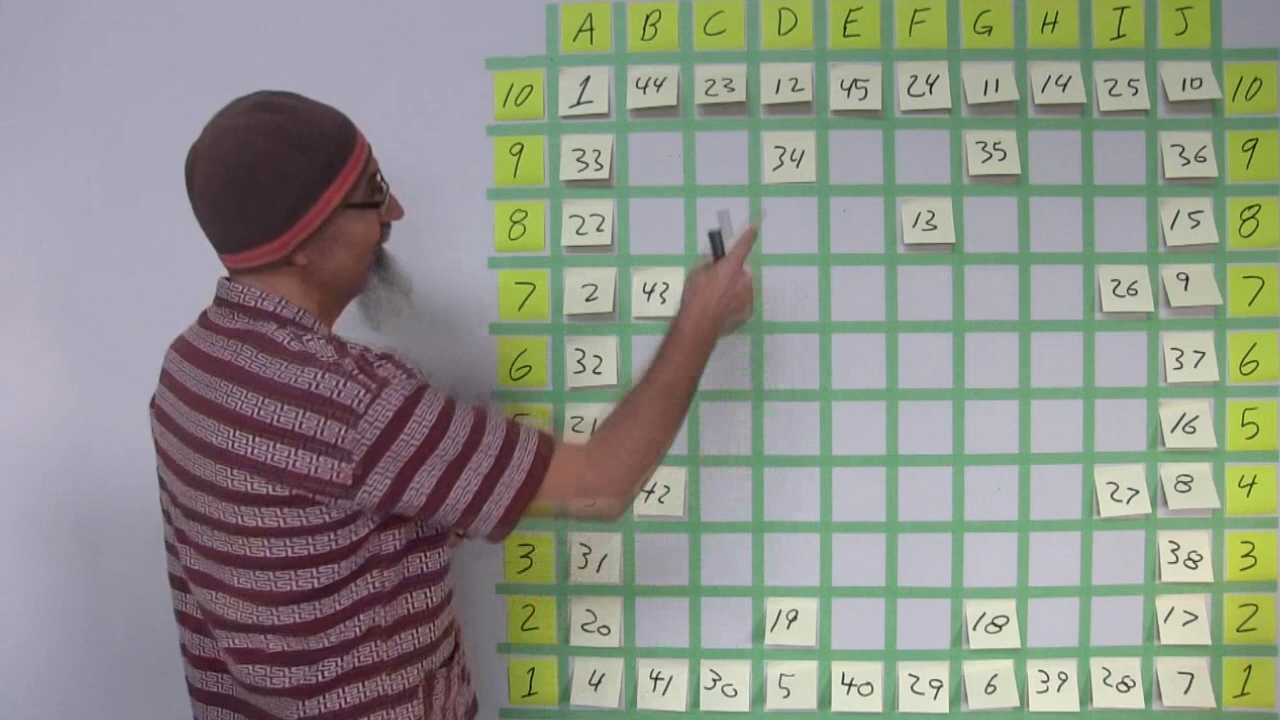 A B C D E F G H I J
10 1 44 23 12 45 24 11 14 25 10 10
9 33 34 35 36 9
8 22 13 15 8
7 2 43 26 9 7
6 32 37 6
21 16 5
42 27 8 4
3 31 38 3
2 20 19 18 17 2
1 4 41 30 5 40 29 6 39 28 7 1